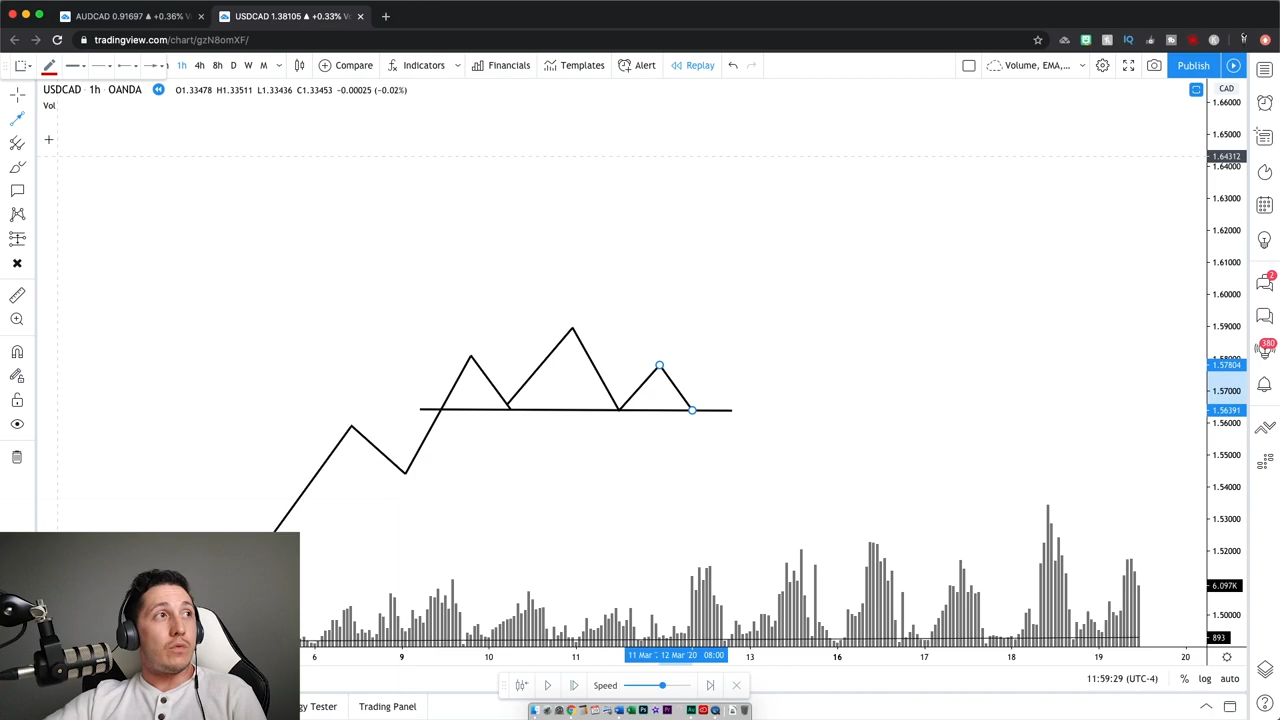 AUDCAD 0.91697 ▲ +0.36% V
USDCAD 1.38105 ▲ +0.33% V
tradingview.com/chart/gzN8omXF/
1h 4h 8h D W M Compare Indicators Financials Templates Alert Replay Volume, EMA,... Publish
USDCAD · 1h · OANDA O1.33478 H1.33511 L1.33436 C1.33453 -0.00025 (-0.02%) CAD
Vol
1.66000
1.65000
1.64312
1.64000
1.63000
1.62000
1.61000
1.60000
1.59000
1.57804
1.57000
1.56391
1.56000
1.55000
1.54000
1.53000
1.52000
6.097K
1.50000
893
2
380
6 9 10 11 11 Mar 12 Mar '20 08:00 13 16 17 18 19 20
11:59:29 (UTC-4) % log auto
Speed
Tester Trading Panel